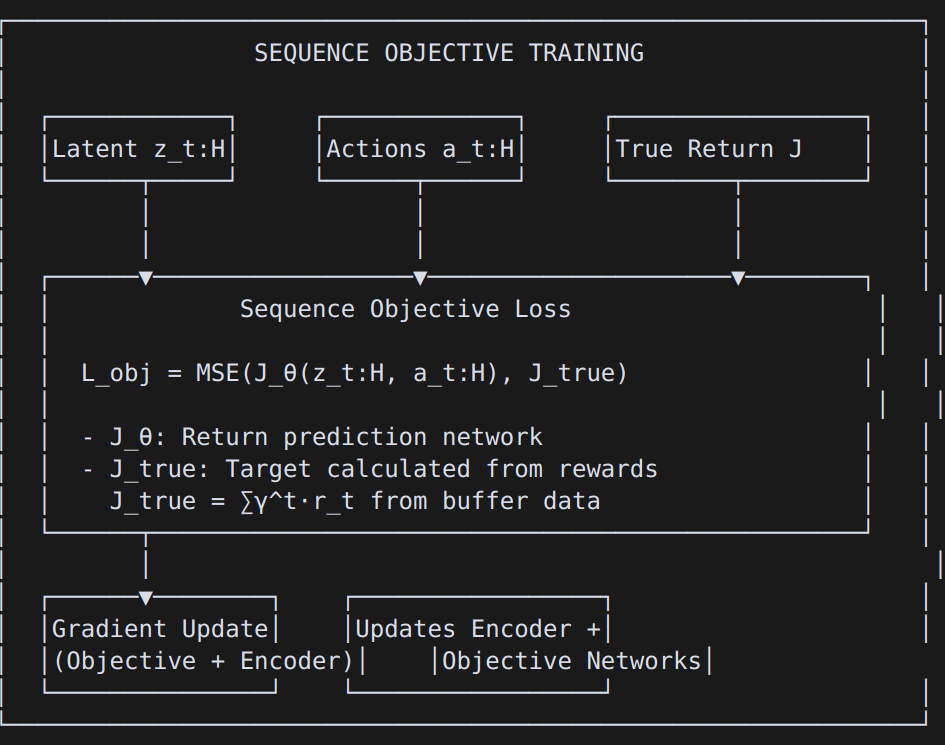 SEQUENCE OBJECTIVE TRAINING
Latent z_t:H
Actions a_t:H
True Return J
Sequence Objective Loss
L_obj = MSE(J_θ(z_t:H, a_t:H), J_true)
- J_θ: Return prediction network
- J_true: Target calculated from rewards
J_true = ∑γ^t·r_t from buffer data
Gradient Update
(Objective + Encoder)
Updates Encoder +
Objective Networks